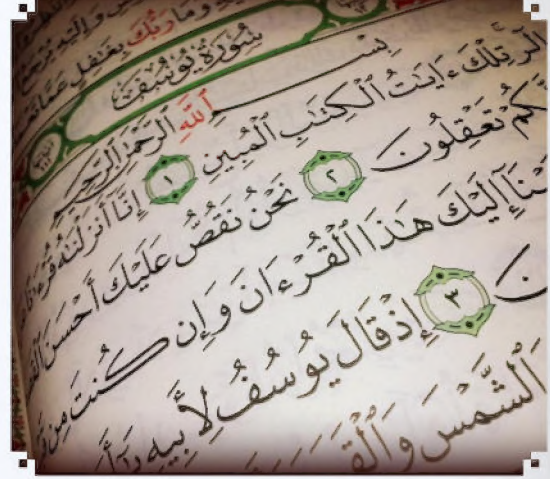 وَإِلَيْهِ يُرْجَعُ
وَمَا رَبُّكَ بِغَٰفِلٍ عَمَّا
سُورَةُ يُوسُفَ
بِسْمِ ٱللَّهِ ٱلرَّحْمَٰنِ ٱلرَّحِيمِ
الٓر تِلْكَ ءَايَٰتُ ٱلْكِتَٰبِ ٱلْمُبِينِ ١ إِنَّآ أَنزَلْنَٰهُ قُرْءَٰنًا
لَّعَلَّكُمْ تَعْقِلُونَ ٢ نَحْنُ نَقُصُّ عَلَيْكَ أَحْسَنَ
إِلَيْكَ هَٰذَا ٱلْقُرْءَانَ وَإِن كُنتَ مِن
٣ إِذْ قَالَ يُوسُفُ لِأَبِيهِ
وَٱلشَّمْسَ وَٱلْقَمَرَ